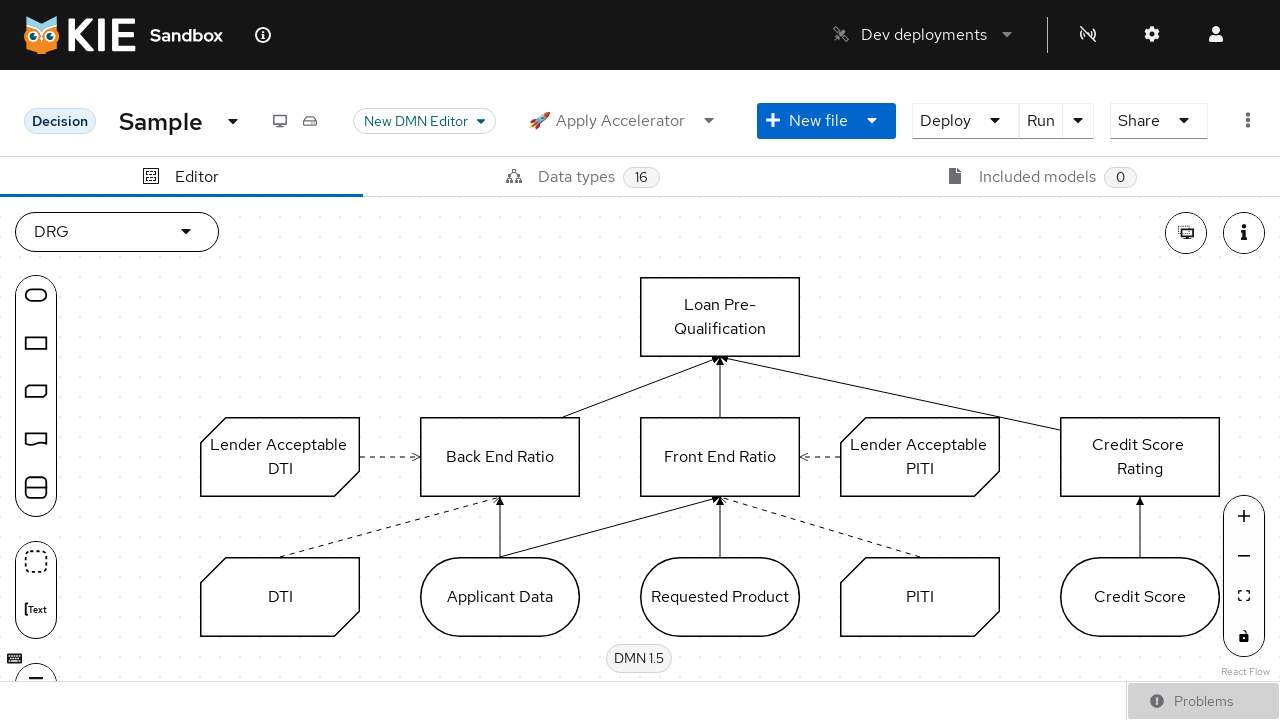 KIE Sandbox
Dev deployments
Decision
Sample
New DMN Editor
🚀 Apply Accelerator
New file
Deploy
Run
Share
Editor
Data types 16
Included models 0
DRG
Loan Pre-
Qualification
Lender Acceptable
DTI
Back End Ratio
Front End Ratio
Lender Acceptable
PITI
Credit Score
Rating
DTI
Applicant Data
Requested Product
PITI
Credit Score
Text
DMN 1.5
React Flow
Problems